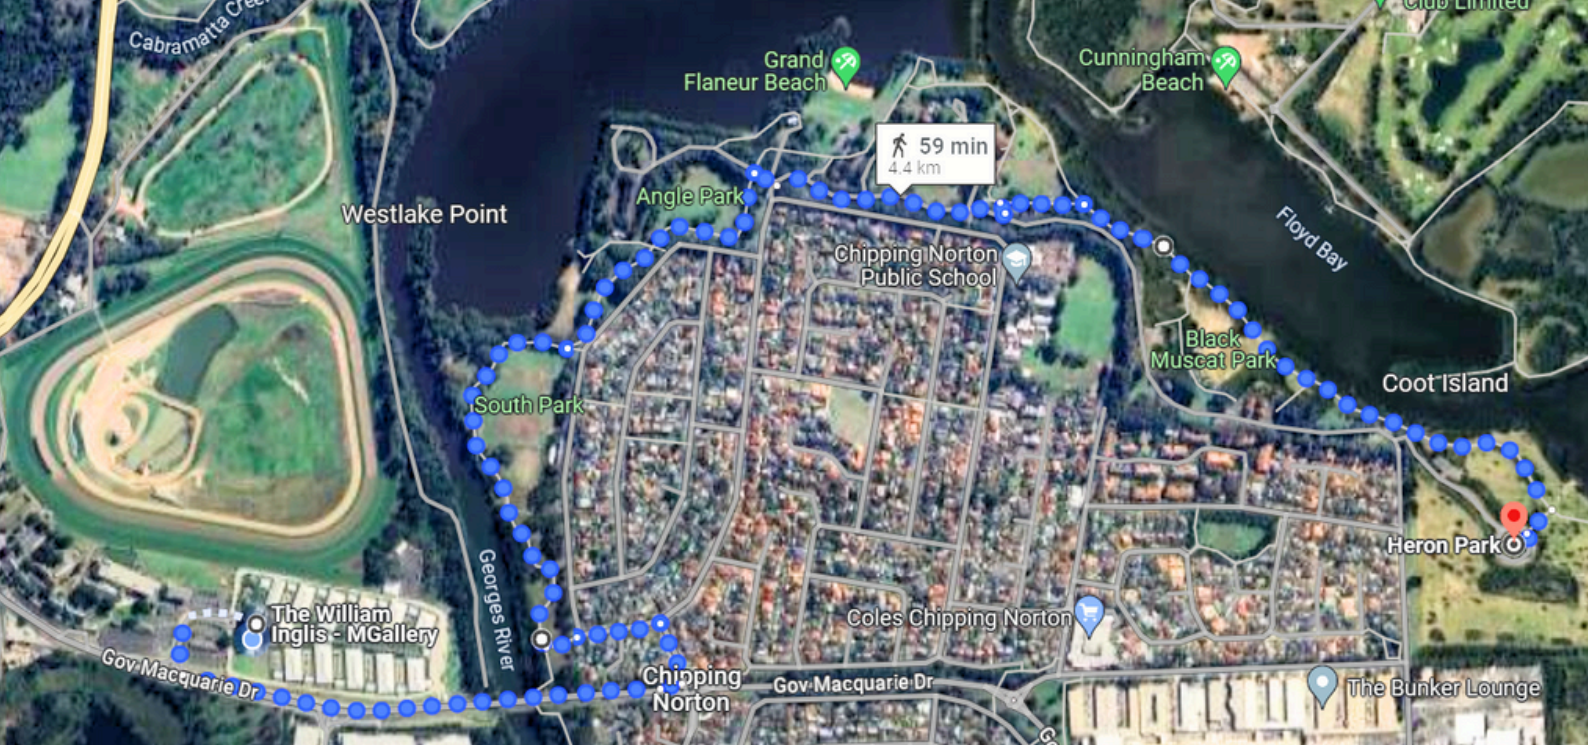 Club Limited
Cabramatta Creek
Grand
Flaneur Beach
Cunningham
Beach
59 min
4.4 km
Angle Park
Westlake Point
Floyd Bay
Chipping Norton
Public School
Black
Muscat Park
Coot Island
South Park
Heron Park
Georges River
The William
Inglis - MGallery
Coles Chipping Norton
Gov Macquarie Dr
Chipping
Norton
Gov Macquarie Dr
The Bunker Lounge